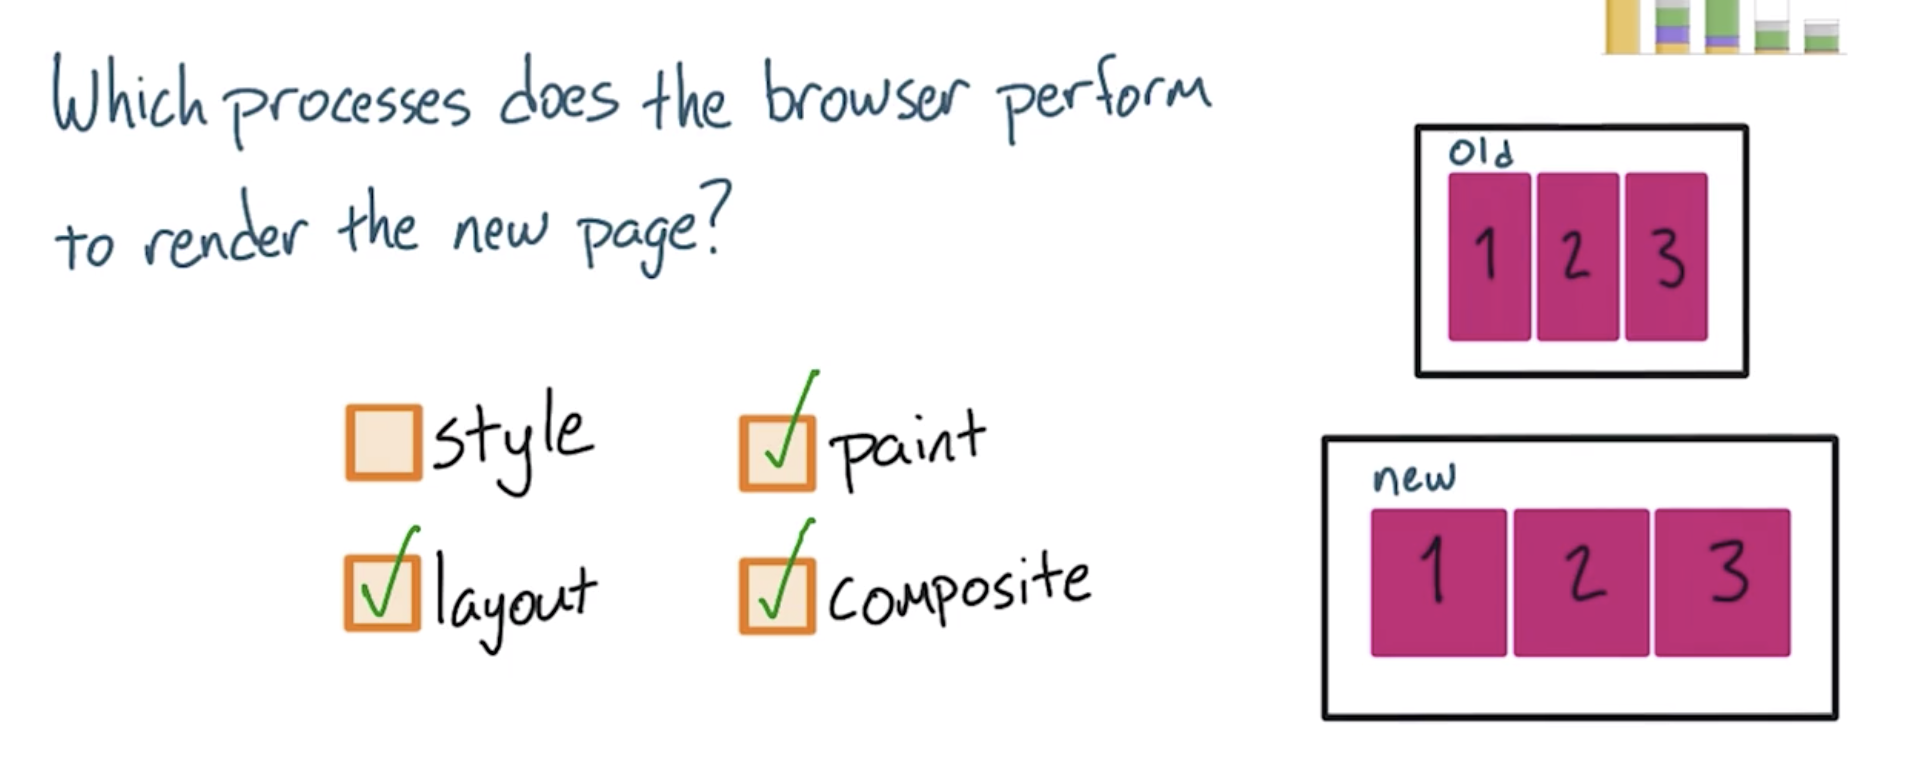 Which processes does the browser perform
to render the new page?
style
paint
layout
composite
old
1 2 3
new
1 2 3